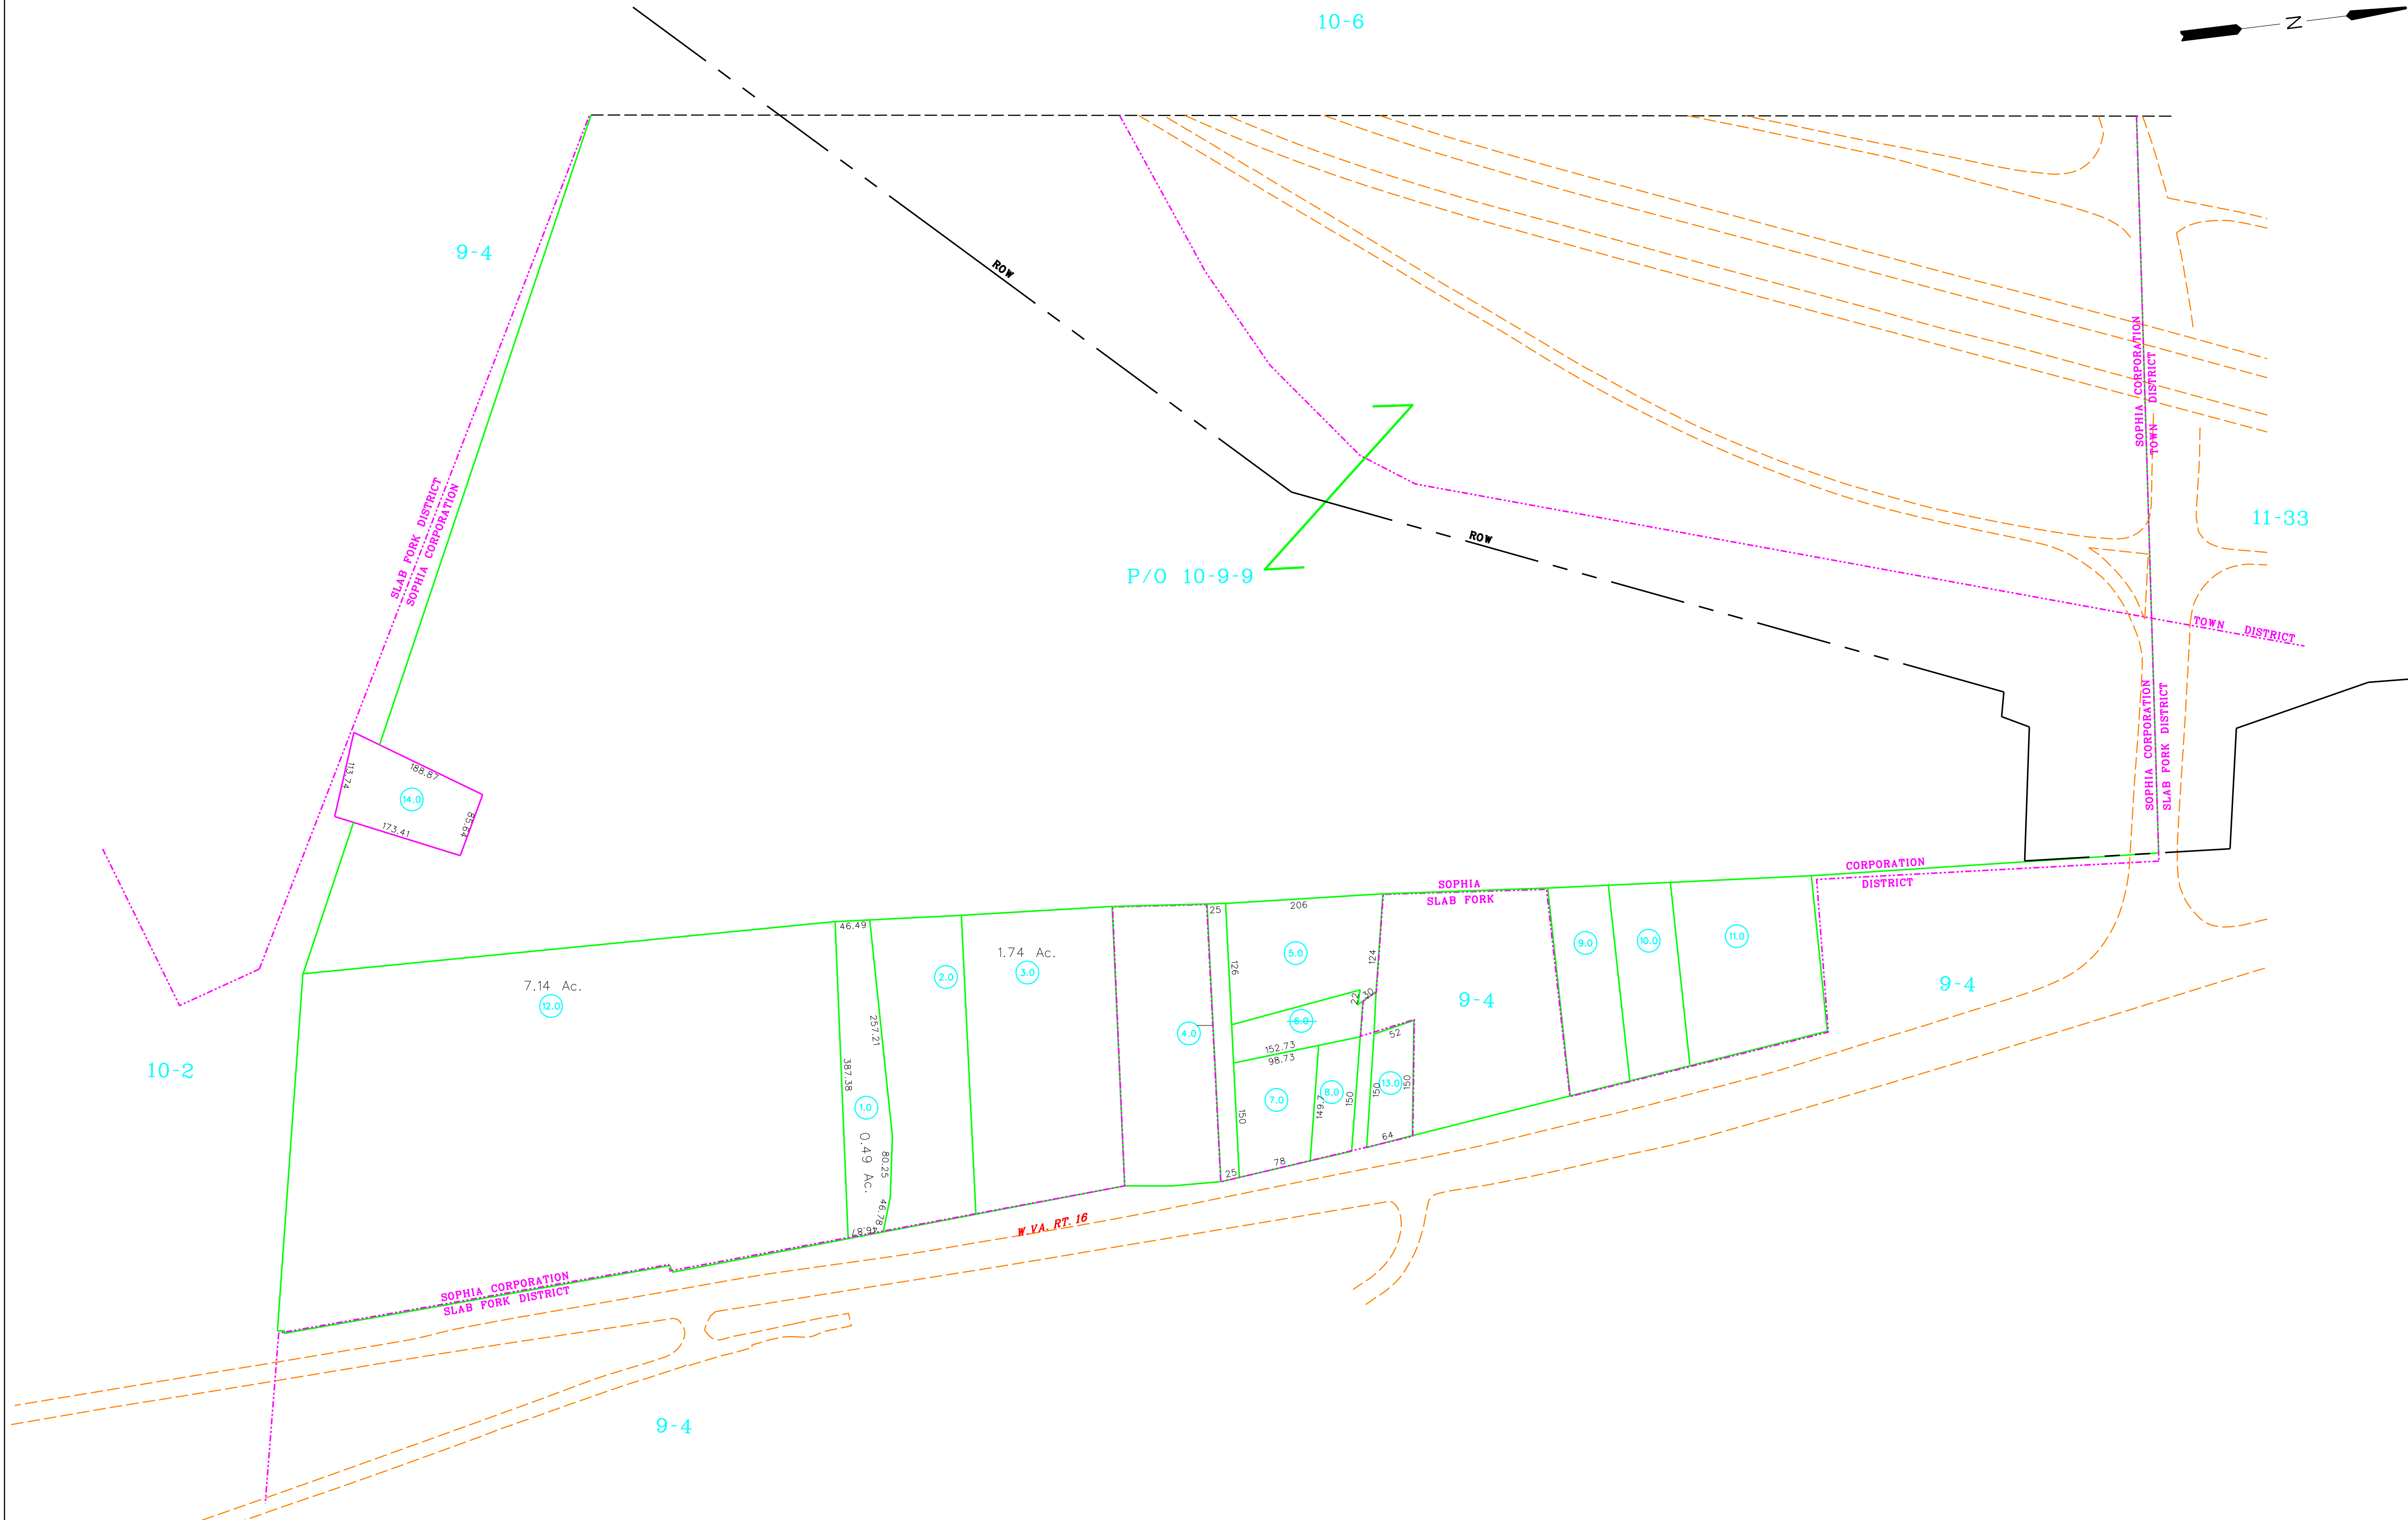 10-6
N
9-4
ROW
SOPHIA CORPORATION
TOWN DISTRICT
SLAB FORK DISTRICT
SOPHIA CORPORATION
11-33
ROW
P/O 10-9-9
TOWN DISTRICT
SOPHIA CORPORATION
SLAB FORK DISTRICT
188.87
113.74
14.0
85.64
173.41
CORPORATION
DISTRICT
SOPHIA
SLAB FORK
46.49
25
206
1.74 Ac.
3.0
2.0
7.14 Ac.
12.0
257.21
387.38
1.0
0.49 Ac.
80.25
46.78
46.87
4.0
126
5.0
124
22
30
6.0
152.73
98.73
52
9-4
9.0
10.0
11.0
9-4
7.0
8.0
13.0
150
149.7
150
150
150
25
78
64
10-2
W.VA. RT. 16
SOPHIA CORPORATION
SLAB FORK DISTRICT
9-4